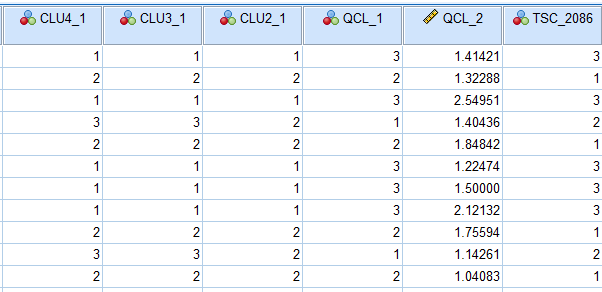 CLU4_1 CLU3_1 CLU2_1 QCL_1 QCL_2 TSC_2086
1 1 1 3 1.41421 3
2 2 2 2 1.32288 1
1 1 1 3 2.54951 3
3 3 2 1 1.40436 2
2 2 2 2 1.84842 1
1 1 1 3 1.22474 3
1 1 1 3 1.50000 3
1 1 1 3 2.12132 3
2 2 2 2 1.75594 1
3 3 2 1 1.14261 2
2 2 2 2 1.04083 1